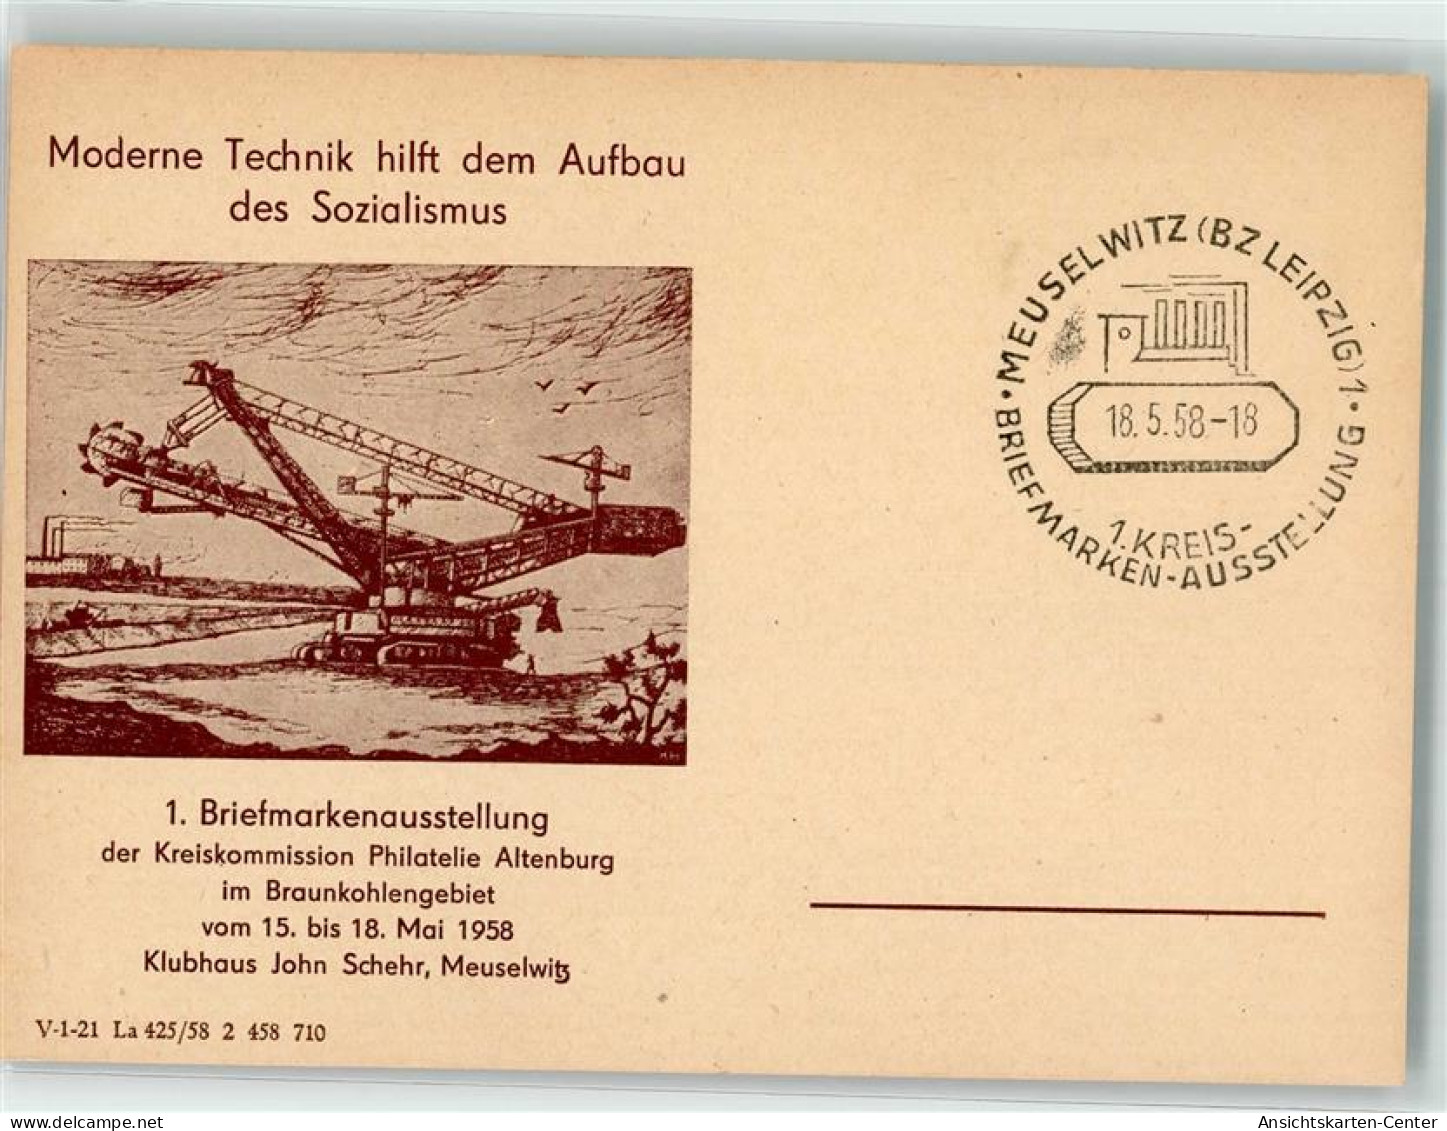 Moderne Technik hilft dem Aufbau
des Sozialismus
1. Briefmarkenausstellung
der Kreiskommission Philatelie Altenburg
im Braunkohlengebiet
vom 15. bis 18. Mai 1958
Klubhaus John Schehr, Meuselwitz
V-1-21 La 425/58 2 458 710
MEUSELWITZ (BZ LEIPZIG) 1
18.5.58.-18
1. KREIS-
BRIEFMARKEN-AUSSTELLUNG
www.delcampe.net
Ansichtskarten-Center